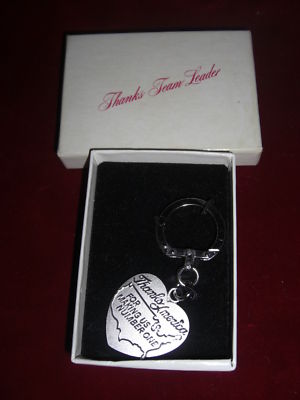 Thanks Team Leader
Thanks America
FOR
MAKING US
NUMBER ONE